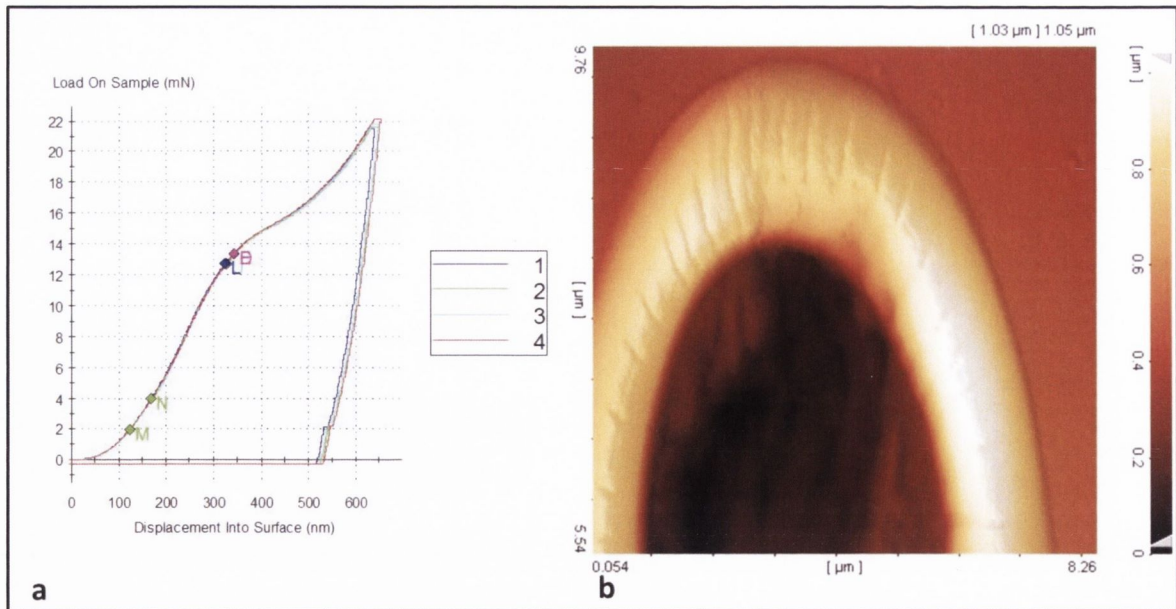 Load On Sample (mN)
22
20
18
16
14
12
10
8
6
4
2
0
B
L
N
M
0 100 200 300 400 500 600
Displacement Into Surface (nm)
1
2
3
4
a
[ 1.03 µm ] 1.05 µm
9.76
[ µm ]
5.54
0.054 [ µm ] 8.26
[ µm ]
0.8
0.6
0.4
0.2
0
b